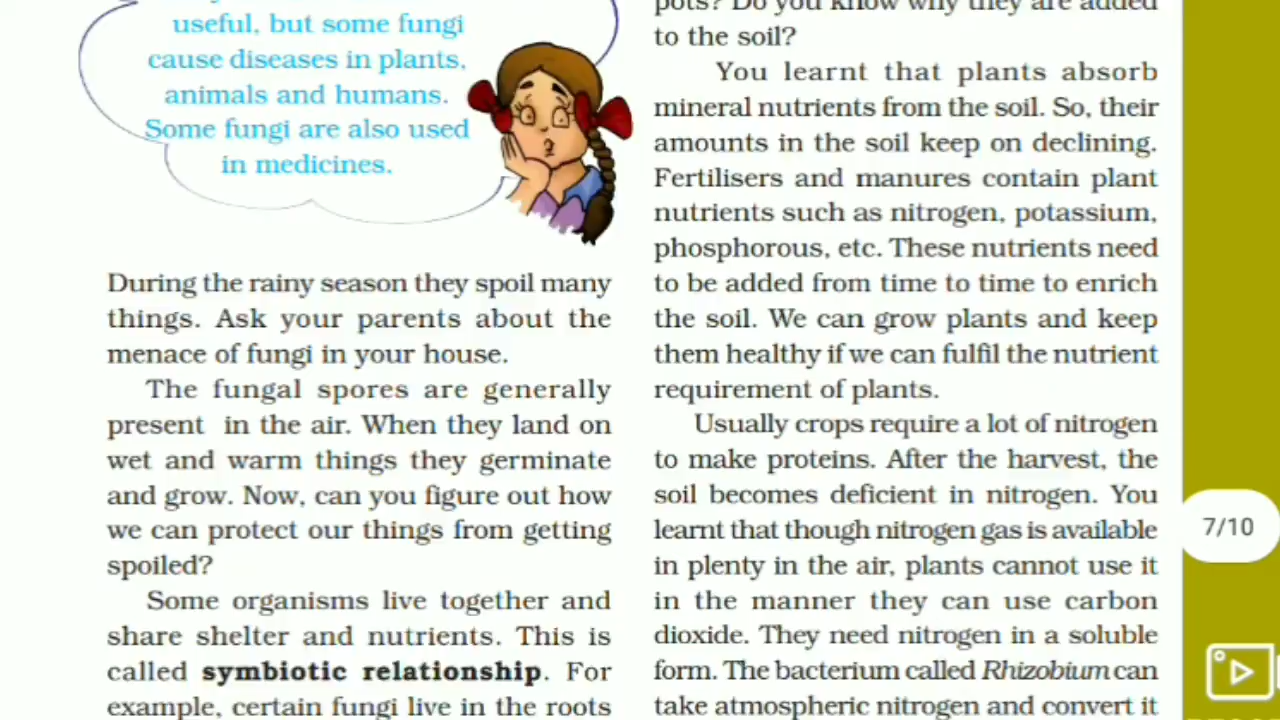 useful, but some fungi
cause diseases in plants,
animals and humans.
Some fungi are also used
in medicines.
During the rainy season they spoil many
things. Ask your parents about the
menace of fungi in your house.
The fungal spores are generally
present in the air. When they land on
wet and warm things they germinate
and grow. Now, can you figure out how
we can protect our things from getting
spoiled?
Some organisms live together and
share shelter and nutrients. This is
called symbiotic relationship. For
example, certain fungi live in the roots
pots? Do you know why they are added
to the soil?
You learnt that plants absorb
mineral nutrients from the soil. So, their
amounts in the soil keep on declining.
Fertilisers and manures contain plant
nutrients such as nitrogen, potassium,
phosphorous, etc. These nutrients need
to be added from time to time to enrich
the soil. We can grow plants and keep
them healthy if we can fulfil the nutrient
requirement of plants.
Usually crops require a lot of nitrogen
to make proteins. After the harvest, the
soil becomes deficient in nitrogen. You
learnt that though nitrogen gas is available
in plenty in the air, plants cannot use it
in the manner they can use carbon
dioxide. They need nitrogen in a soluble
form. The bacterium called Rhizobium can
take atmospheric nitrogen and convert it
7/10